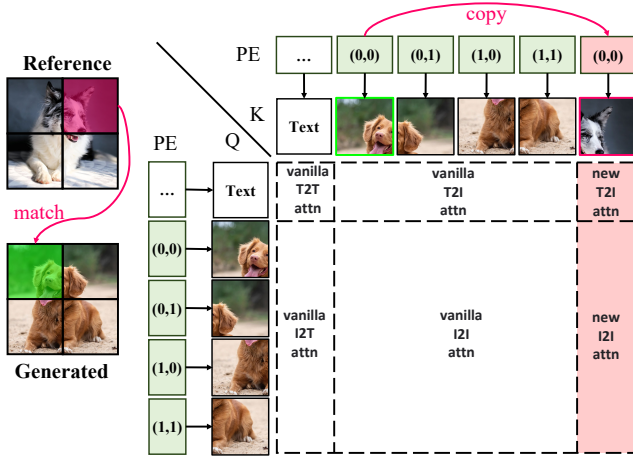 copy
PE
...
(0,0)
(0,1)
(1,0)
(1,1)
(0,0)
Reference
K
Text
PE
Q
...
Text
vanilla
T2T
attn
vanilla
T2I
attn
new
T2I
attn
match
(0,0)
(0,1)
(1,0)
(1,1)
vanilla
I2T
attn
vanilla
I2I
attn
new
I2I
attn
Generated